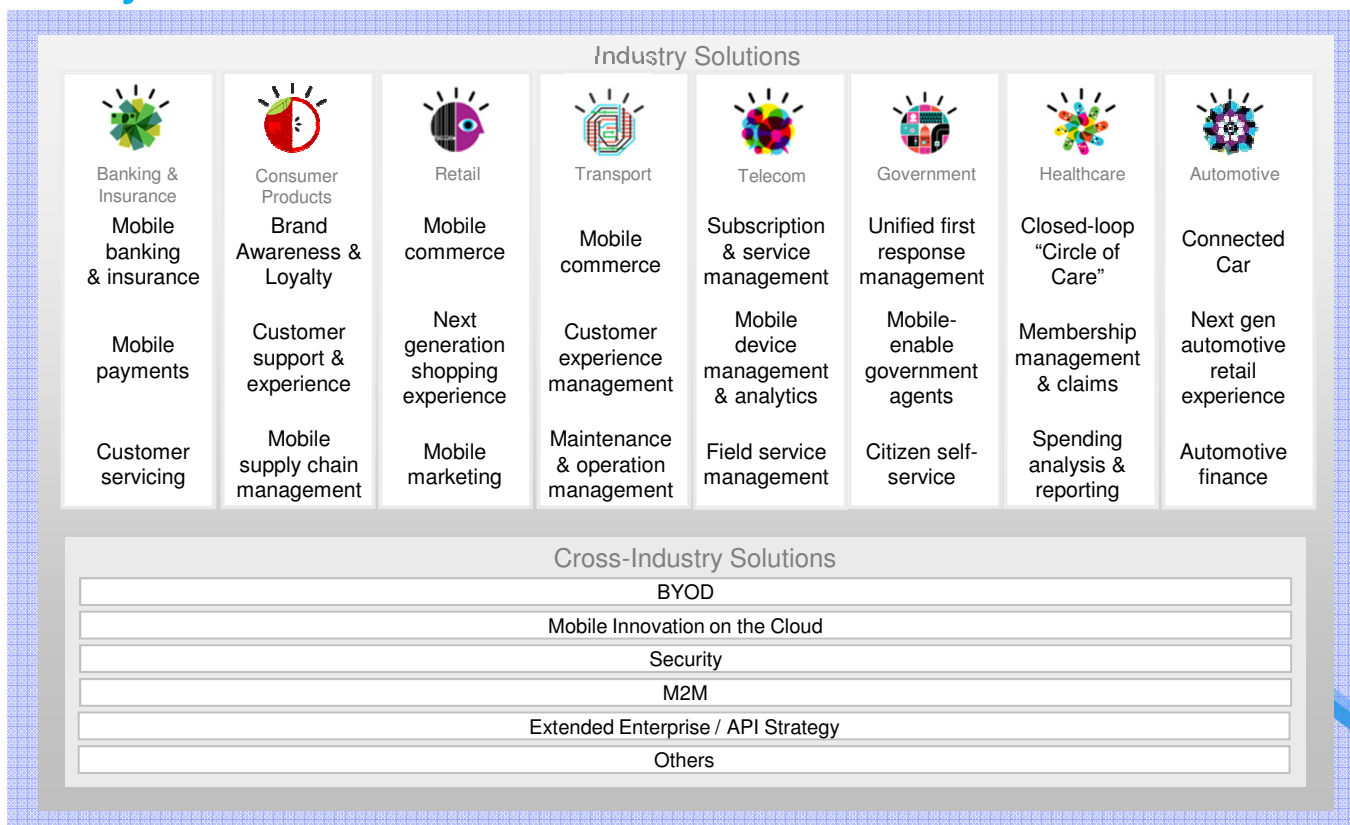 Industry Solutions
Banking &
Insurance
Mobile
banking
& insurance
Mobile
payments
Customer
servicing
Consumer
Products
Brand
Awareness &
Loyalty
Customer
support &
experience
Mobile
supply chain
management
Retail
Mobile
commerce
Next
generation
shopping
experience
Mobile
marketing
Transport
Mobile
commerce
Customer
experience
management
Maintenance
& operation
management
Telecom
Subscription
& service
management
Mobile
device
management
& analytics
Field service
management
Government
Unified first
response
management
Mobile-
enable
government
agents
Citizen self-
service
Healthcare
Closed-loop
“Circle of
Care”
Membership
management
& claims
Spending
analysis &
reporting
Automotive
Connected
Car
Next gen
automotive
retail
experience
Automotive
finance
Cross-Industry Solutions
BYOD
Mobile Innovation on the Cloud
Security
M2M
Extended Enterprise / API Strategy
Others